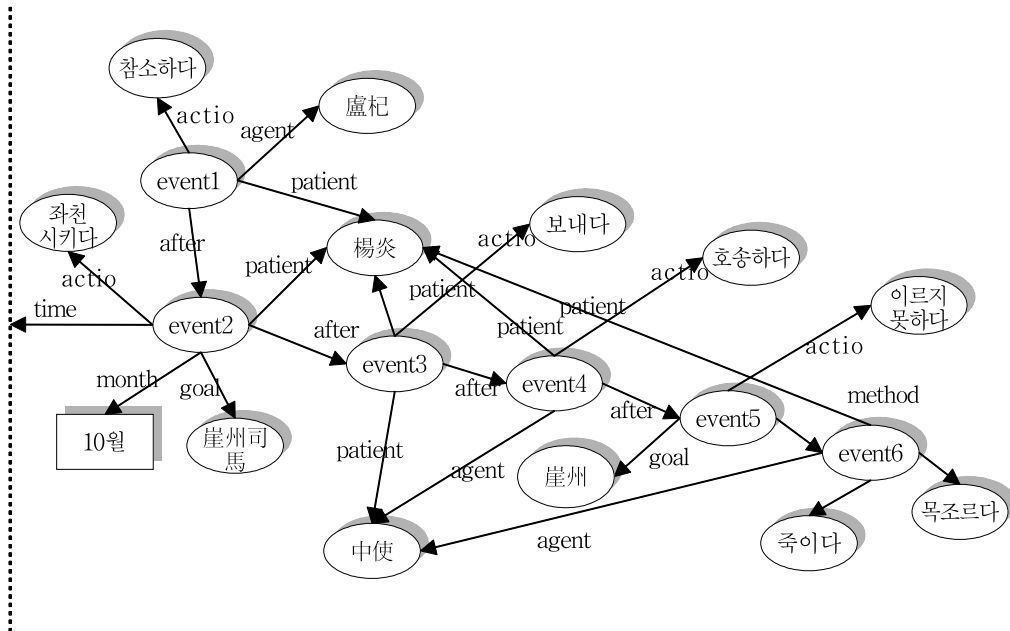 참소하다
盧杞
actio
agent
event1
patient
좌천
시키다
보내다
after
楊炎
actio
호송하다
patient
actio
actio
이르지
못하다
patient
patient
time
event2
after
patient
actio
event3
month
goal
after
event4
after
method
event5
10월
崖州司
馬
patient
agent
崖州
goal
event6
목조르다
中使
agent
죽이다